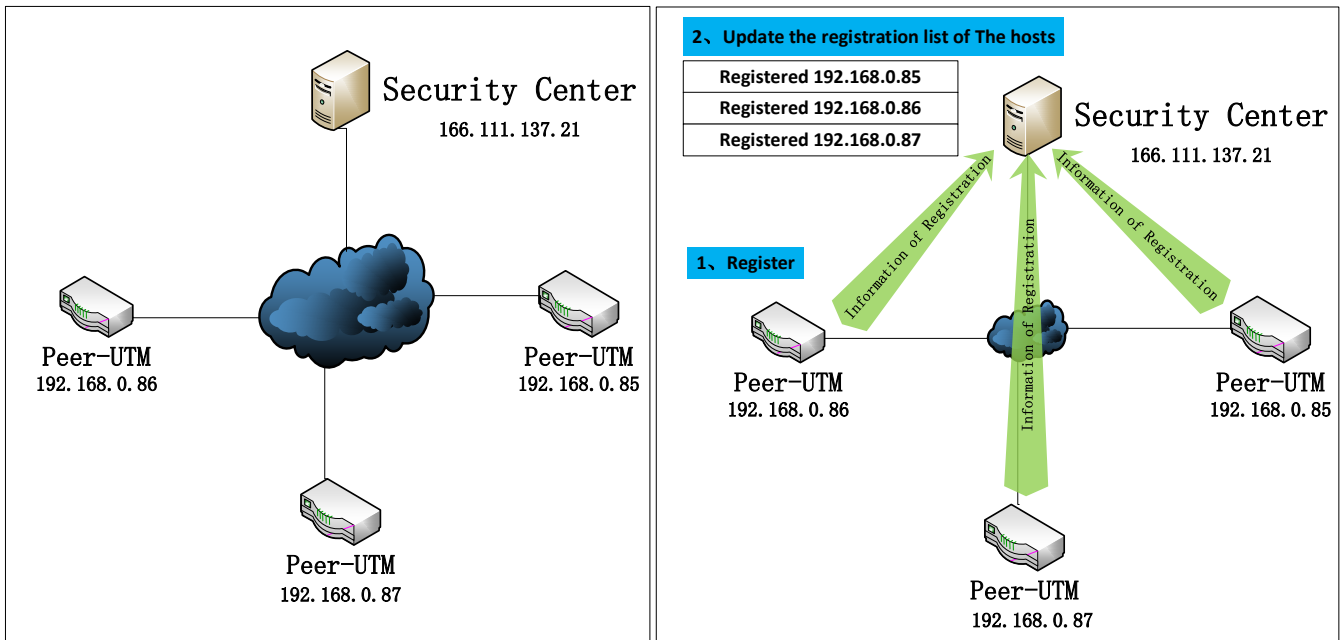 Security Center
166.111.137.21
Peer-UTM
192.168.0.86
Peer-UTM
192.168.0.85
Peer-UTM
192.168.0.87
2、Update the registration list of The hosts
Registered 192.168.0.85
Registered 192.168.0.86
Registered 192.168.0.87
Security Center
166.111.137.21
1、Register
Information of Registration
Information of Registration
Information of Registration
Peer-UTM
192.168.0.86
Peer-UTM
192.168.0.85
Peer-UTM
192.168.0.87